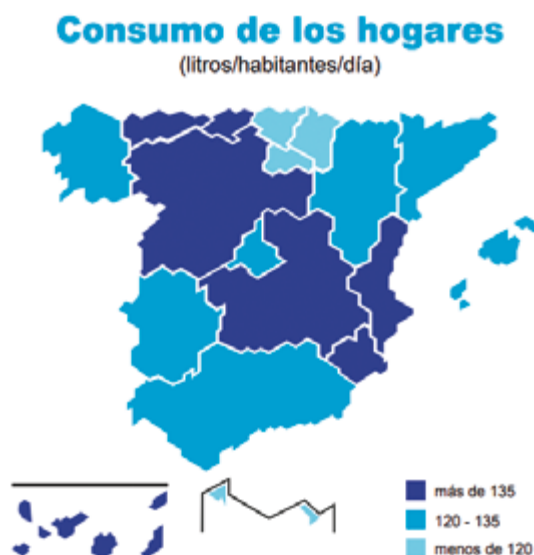 Consumo de los hogares
(litros/habitantes/día)
más de 135
120 - 135
menos de 120